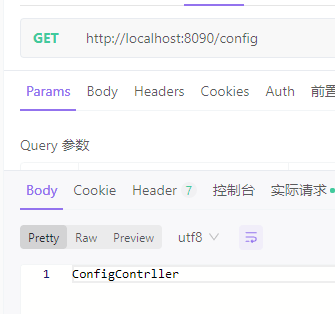 GET http://localhost:8090/config
Params Body Headers Cookies Auth 前置
Query 参数
Body Cookie Header 7 控制台 实际请求
Pretty Raw Preview utf8
1 ConfigContrller